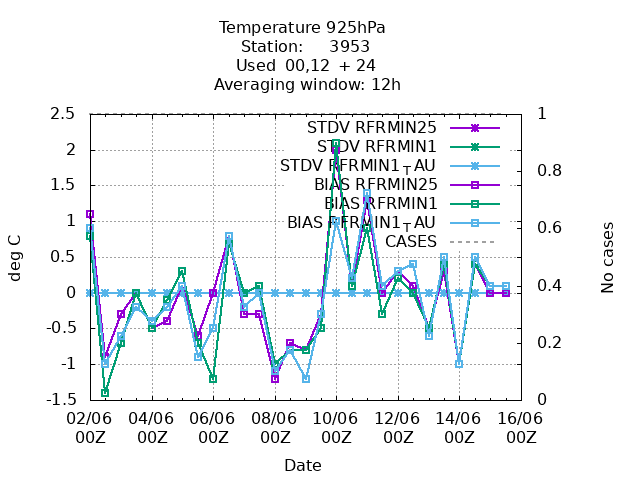 Temperature 925hPa
Station: 3953
Used 00,12 + 24
Averaging window: 12h
2.5 1
STDV RFRMIN25
STDV RFRMIN1
2 0.8
STDV RFRMIN1TAU
1.5 BIAS RFRMIN25
BIAS RFRMIN1
1 BIAS RFRMIN1TAU 0.6
CASES
0.5
0 0.4
-0.5
0.2
-1
-1.5 0
deg C
No cases
02/06 04/06 06/06 08/06 10/06 12/06 14/06 16/06
00Z 00Z 00Z 00Z 00Z 00Z 00Z 00Z
Date